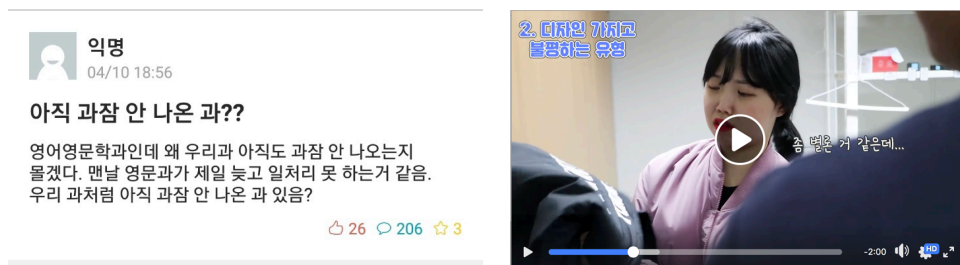 익명
04/10 18:56
아직 과잠 안 나온 과??
영어영문학과인데 왜 우리과 아직도 과잠 안 나오는지
몰겠다. 맨날 영문과가 제일 늦고 일처리 못 하는거 같음.
우리 과처럼 아직 과잠 안 나온 과 있음?
26 206 3
2. 디자인 가지고
불평하는 유형
좀 별론 거 같은데...
-2:00 HD